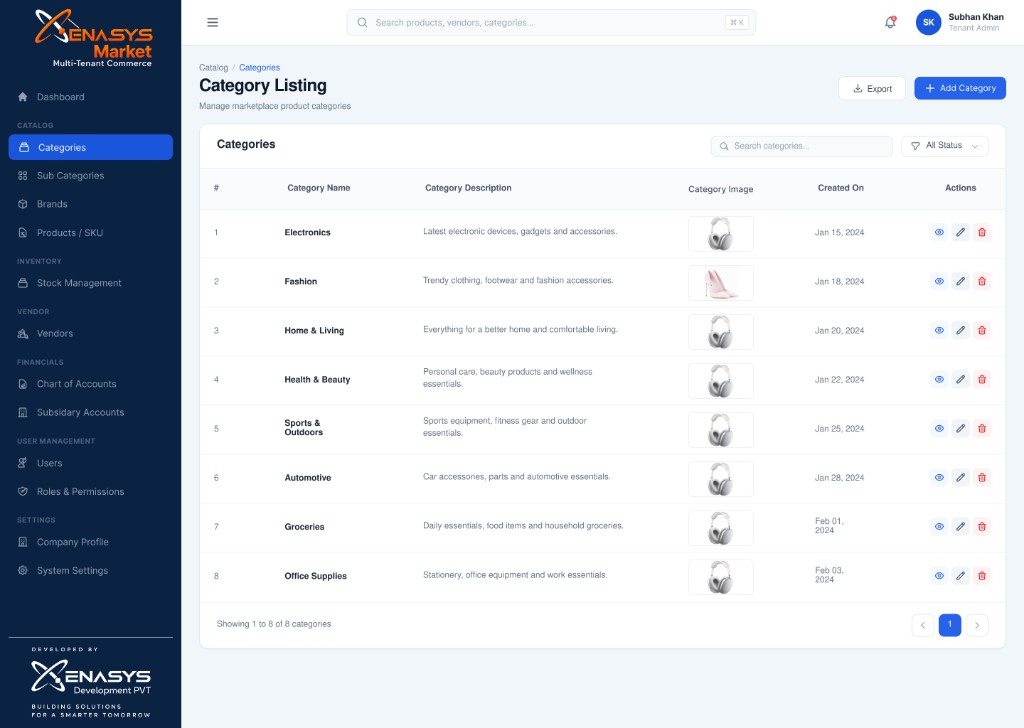 XENASYS
Market
Multi-Tenant Commerce
Dashboard
CATALOG
Categories
Sub Categories
Brands
Products / SKU
INVENTORY
Stock Management
VENDOR
Vendors
FINANCIALS
Chart of Accounts
Subsidary Accounts
USER MANAGEMENT
Users
Roles & Permissions
SETTINGS
Company Profile
System Settings
DEVELOPED BY
XENASYS
Development PVT
BUILDING SOLUTIONS
FOR A SMARTER TOMORROW
Search products, vendors, categories...
⌘ K
SK
Subhan Khan
Tenant Admin
Catalog / Categories
Category Listing
Manage marketplace product categories
Export
Add Category
Categories
Search categories...
All Status
# Category Name Category Description Category Image Created On Actions
1 Electronics Latest electronic devices, gadgets and accessories. Jan 15, 2024
2 Fashion Trendy clothing, footwear and fashion accessories. Jan 18, 2024
3 Home & Living Everything for a better home and comfortable living. Jan 20, 2024
4 Health & Beauty Personal care, beauty products and wellness
essentials. Jan 22, 2024
5 Sports &
Outdoors Sports equipment, fitness gear and outdoor
essentials. Jan 25, 2024
6 Automotive Car accessories, parts and automotive essentials. Jan 28, 2024
7 Groceries Daily essentials, food items and household groceries. Feb 01,
2024
8 Office Supplies Stationery, office equipment and work essentials. Feb 03,
2024
Showing 1 to 8 of 8 categories
1